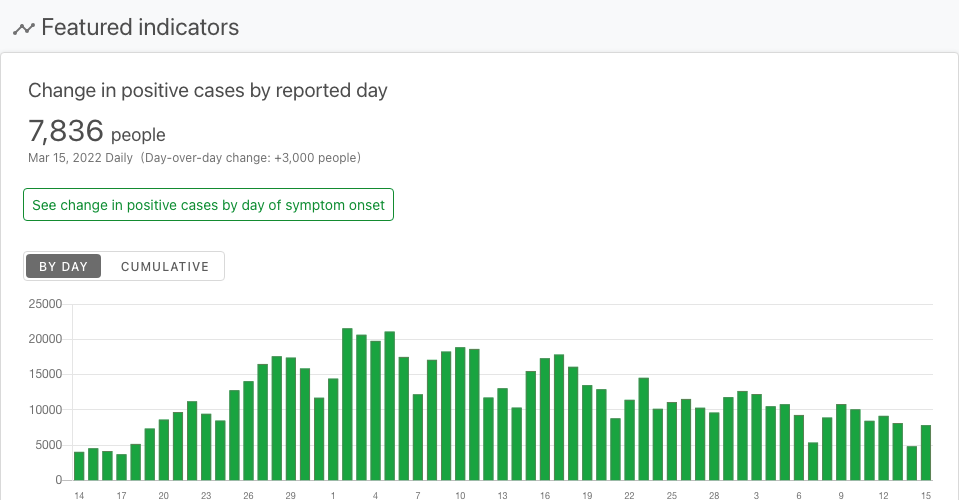 Featured indicators
Change in positive cases by reported day
7,836 people
Mar 15, 2022 Daily (Day-over-day change: +3,000 people)
See change in positive cases by day of symptom onset
BY DAY CUMULATIVE
25000
20000
15000
10000
5000
0
14 17 20 23 26 29 1 4 7 10 13 16 19 22 25 28 3 6 9 12 15